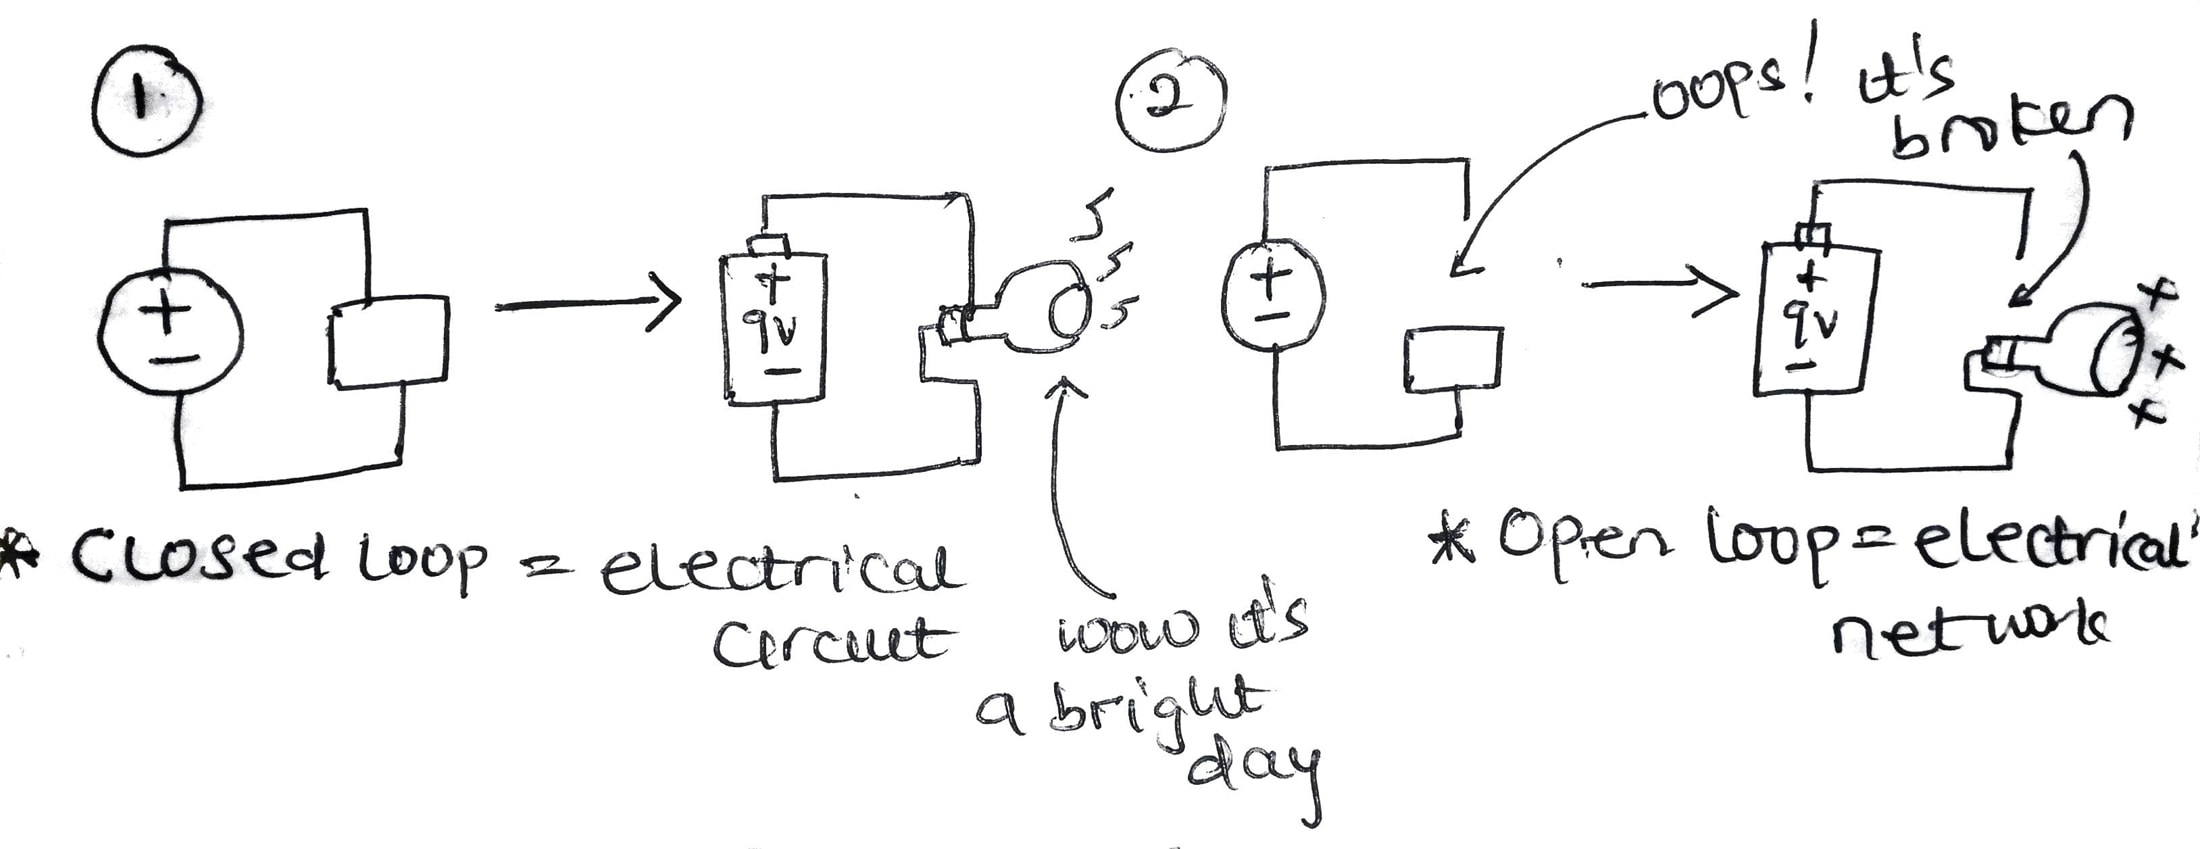 1
+
-
+
9v
-
* Closed loop = electrical
circuit
woow it's
a bright
day
2
oops! it's
broken
+
-
+
9v
-
* Open loop = electrical
network